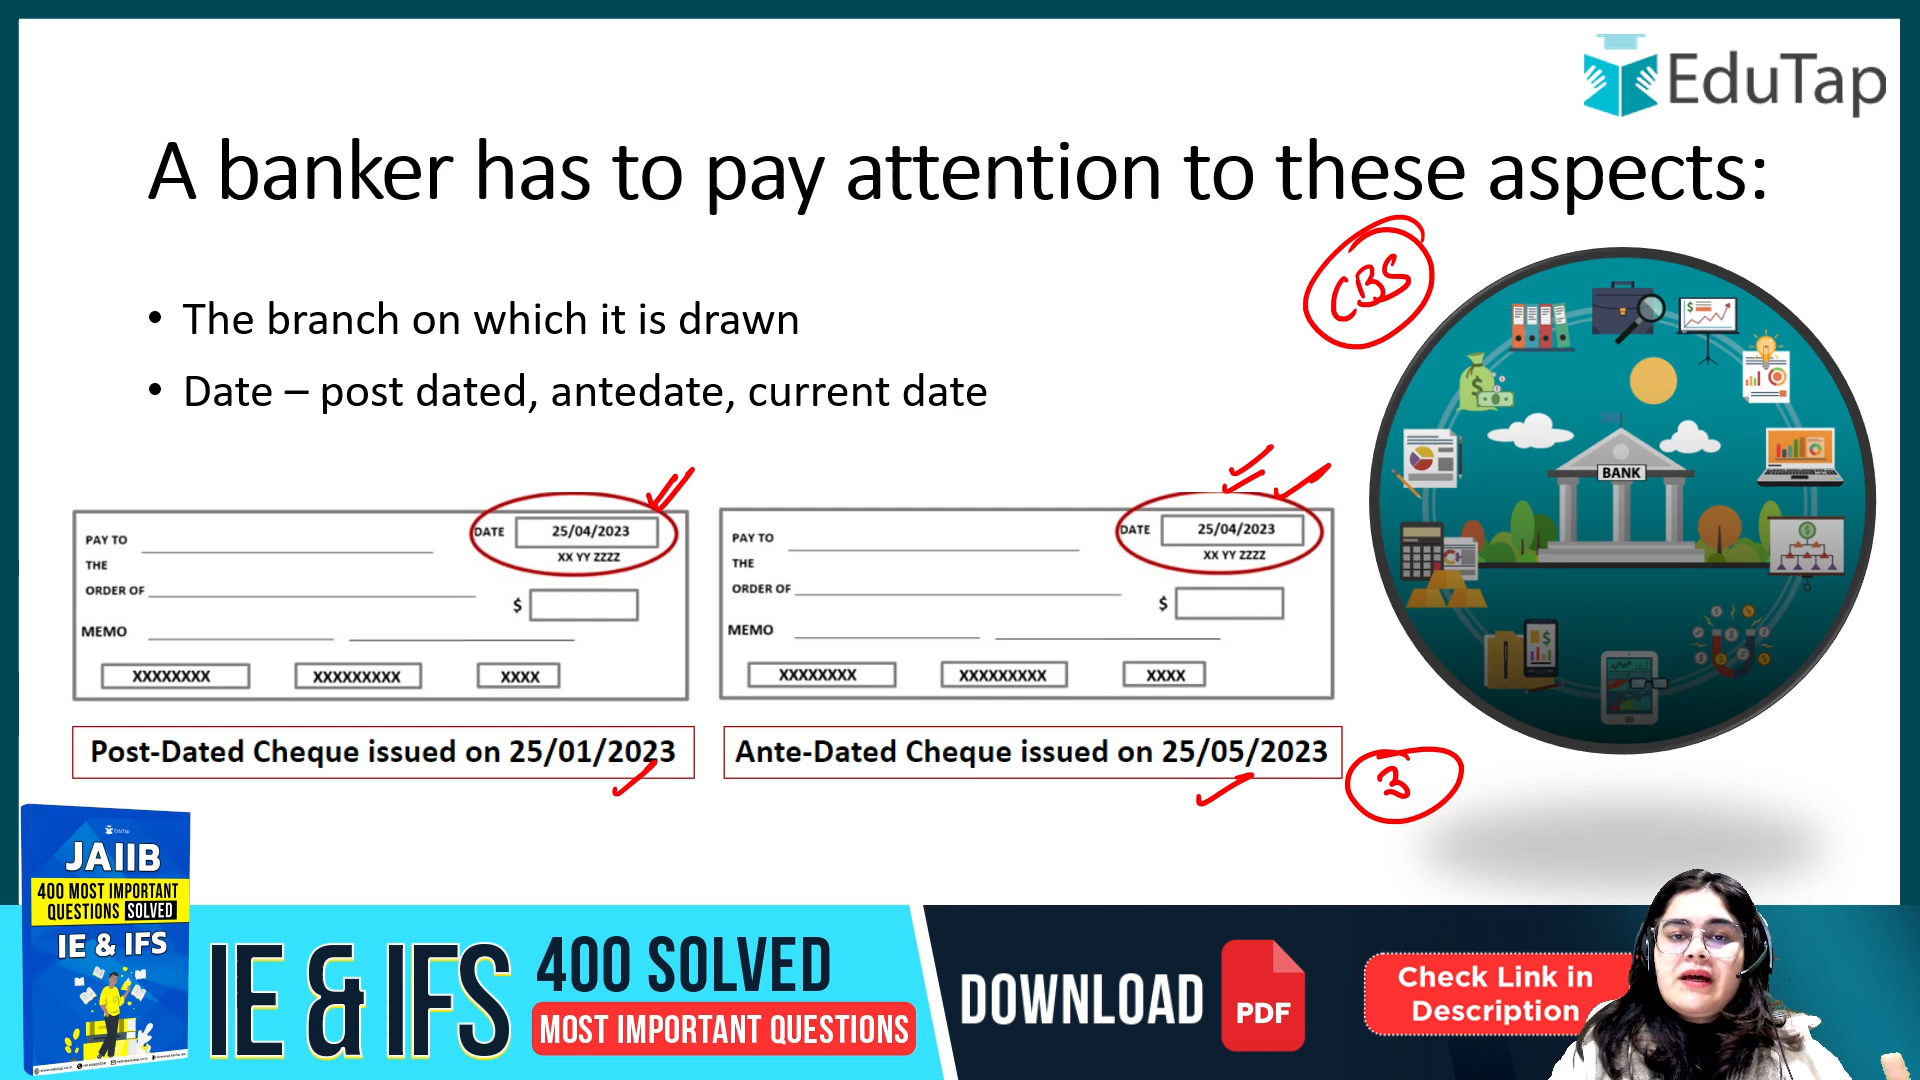 EduTap
A banker has to pay attention to these aspects:
CBS
• The branch on which it is drawn
• Date – post dated, antedate, current date
BANK
DATE 25/04/2023
XX YY ZZZZ
PAY TO
THE
ORDER OF
$
MEMO
XXXXXXXX XXXXXXXXX XXXX
DATE 25/04/2023
XX YY ZZZZ
PAY TO
THE
ORDER OF
$
MEMO
XXXXXXXX XXXXXXXXX XXXX
Post-Dated Cheque issued on 25/01/2023
Ante-Dated Cheque issued on 25/05/2023
3
EduTap
JAIIB
400 MOST IMPORTANT
QUESTIONS SOLVED
IE & IFS
IE & IFS
400 SOLVED
MOST IMPORTANT QUESTIONS
DOWNLOAD
PDF
Check Link in
Description